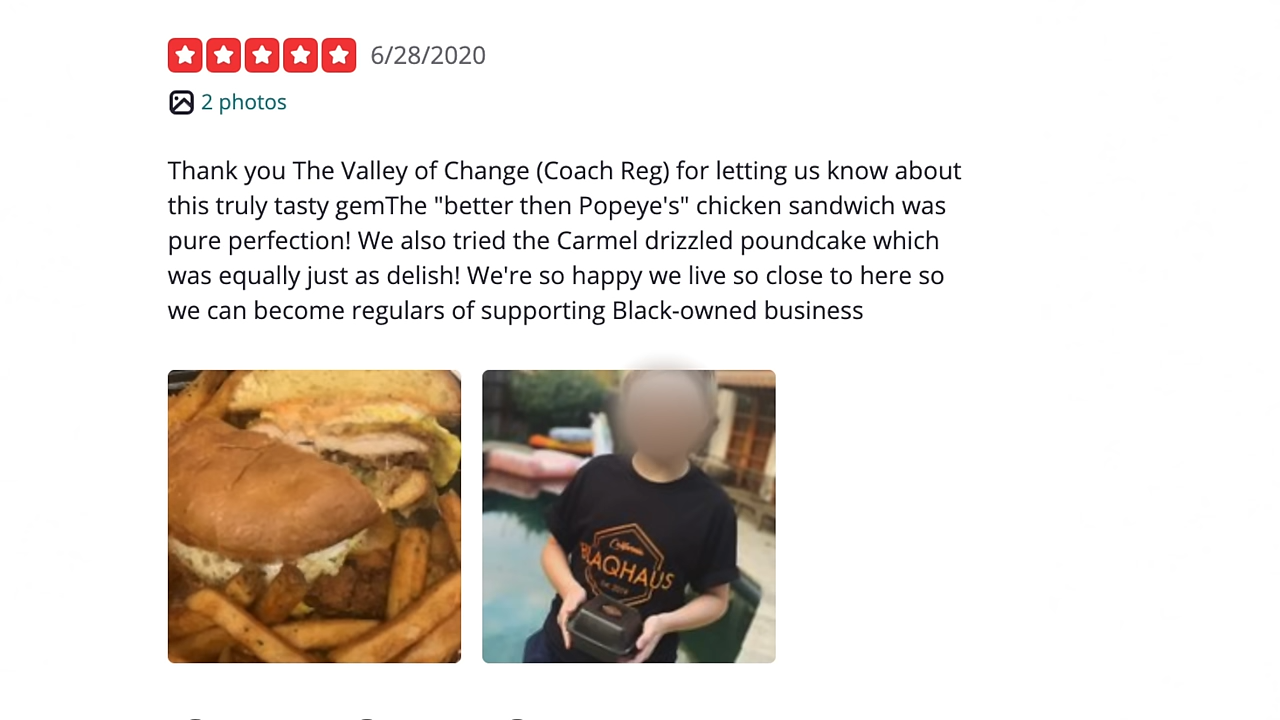 6/28/2020
2 photos
Thank you The Valley of Change (Coach Reg) for letting us know about
this truly tasty gemThe "better then Popeye's" chicken sandwich was
pure perfection! We also tried the Carmel drizzled poundcake which
was equally just as delish! We're so happy we live so close to here so
we can become regulars of supporting Black-owned business
California
BLAQHAUS